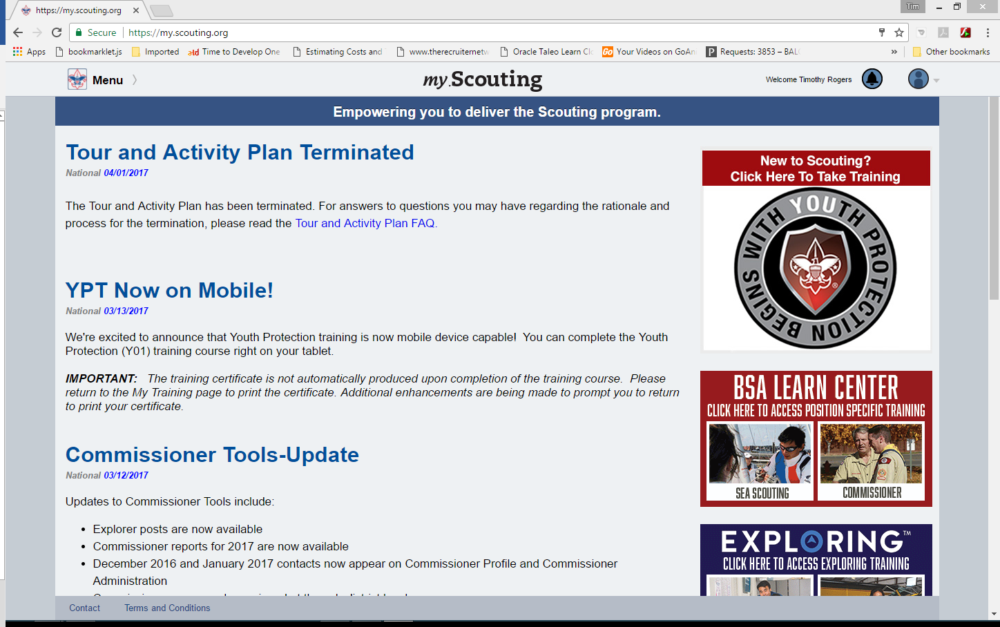 https://my.scouting.org
Tim
Secure
https://my.scouting.org
Apps
bookmarklet.js
Imported
Time to Develop One
Estimating Costs and
www.therecruiternetw
Oracle Taleo Learn
Go
Your Videos on GoAn
P
Requests: 3853 – BAL
»
Other bookmarks
Menu
my.Scouting
Welcome Timothy Rogers
Empowering you to deliver the Scouting program.
Tour and Activity Plan Terminated
National 04/01/2017
The Tour and Activity Plan has been terminated. For answers to questions you may have regarding the rationale and
process for the termination, please read the Tour and Activity Plan FAQ.
YPT Now on Mobile!
National 03/13/2017
We're excited to announce that Youth Protection training is now mobile device capable!  You can complete the Youth
Protection (Y01) training course right on your tablet.
IMPORTANT:   The training certificate is not automatically produced upon completion of the training course.  Please
return to the My Training page to print the certificate. Additional enhancements are being made to prompt you to return
to print your certificate.
Commissioner Tools-Update
National 03/12/2017
Updates to Commissioner Tools include:
• Explorer posts are now available
• Commissioner reports for 2017 are now available
• December 2016 and January 2017 contacts now appear on Commissioner Profile and Commissioner
Administration
New to Scouting?
Click Here To Take Training
YOUTH PROTECTION BEGINS WITH
®
BSA LEARN CENTER
CLICK HERE TO ACCESS POSITION SPECIFIC TRAINING
SEA SCOUTING
COMMISSIONER
EXPLORING™
CLICK HERE TO ACCESS EXPLORING TRAINING
Contact
Terms and Conditions